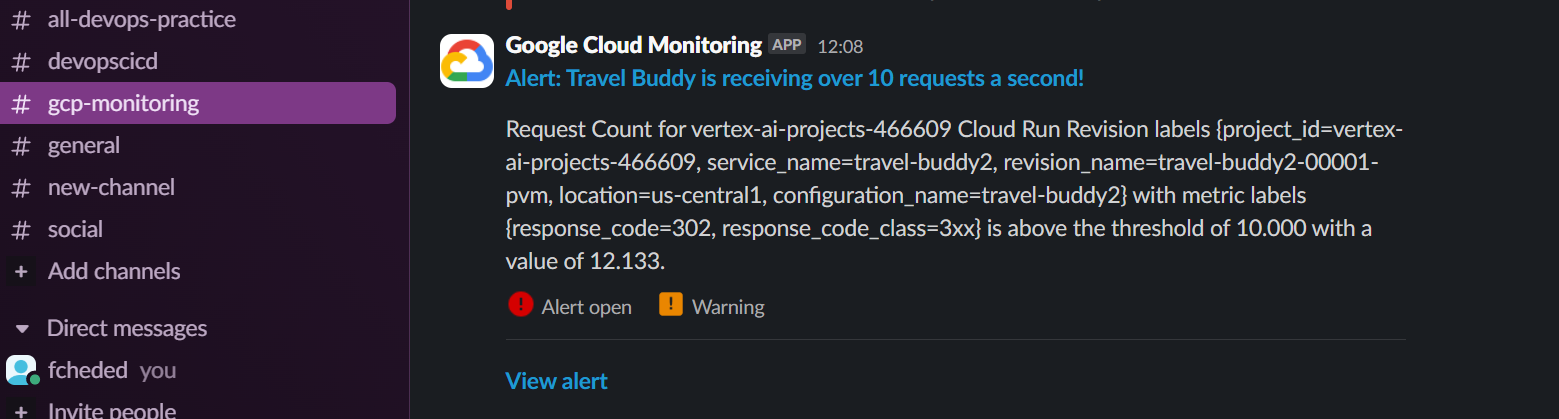 # all-devops-practice
# devopscicd
# gcp-monitoring
# general
# new-channel
# social
+ Add channels
Direct messages
fcheded you
+ Invite people
Google Cloud Monitoring APP 12:08
Alert: Travel Buddy is receiving over 10 requests a second!
Request Count for vertex-ai-projects-466609 Cloud Run Revision labels {project_id=vertex-
ai-projects-466609, service_name=travel-buddy2, revision_name=travel-buddy2-00001-
pvm, location=us-central1, configuration_name=travel-buddy2} with metric labels
{response_code=302, response_code_class=3xx} is above the threshold of 10.000 with a
value of 12.133.
! Alert open ! Warning
View alert